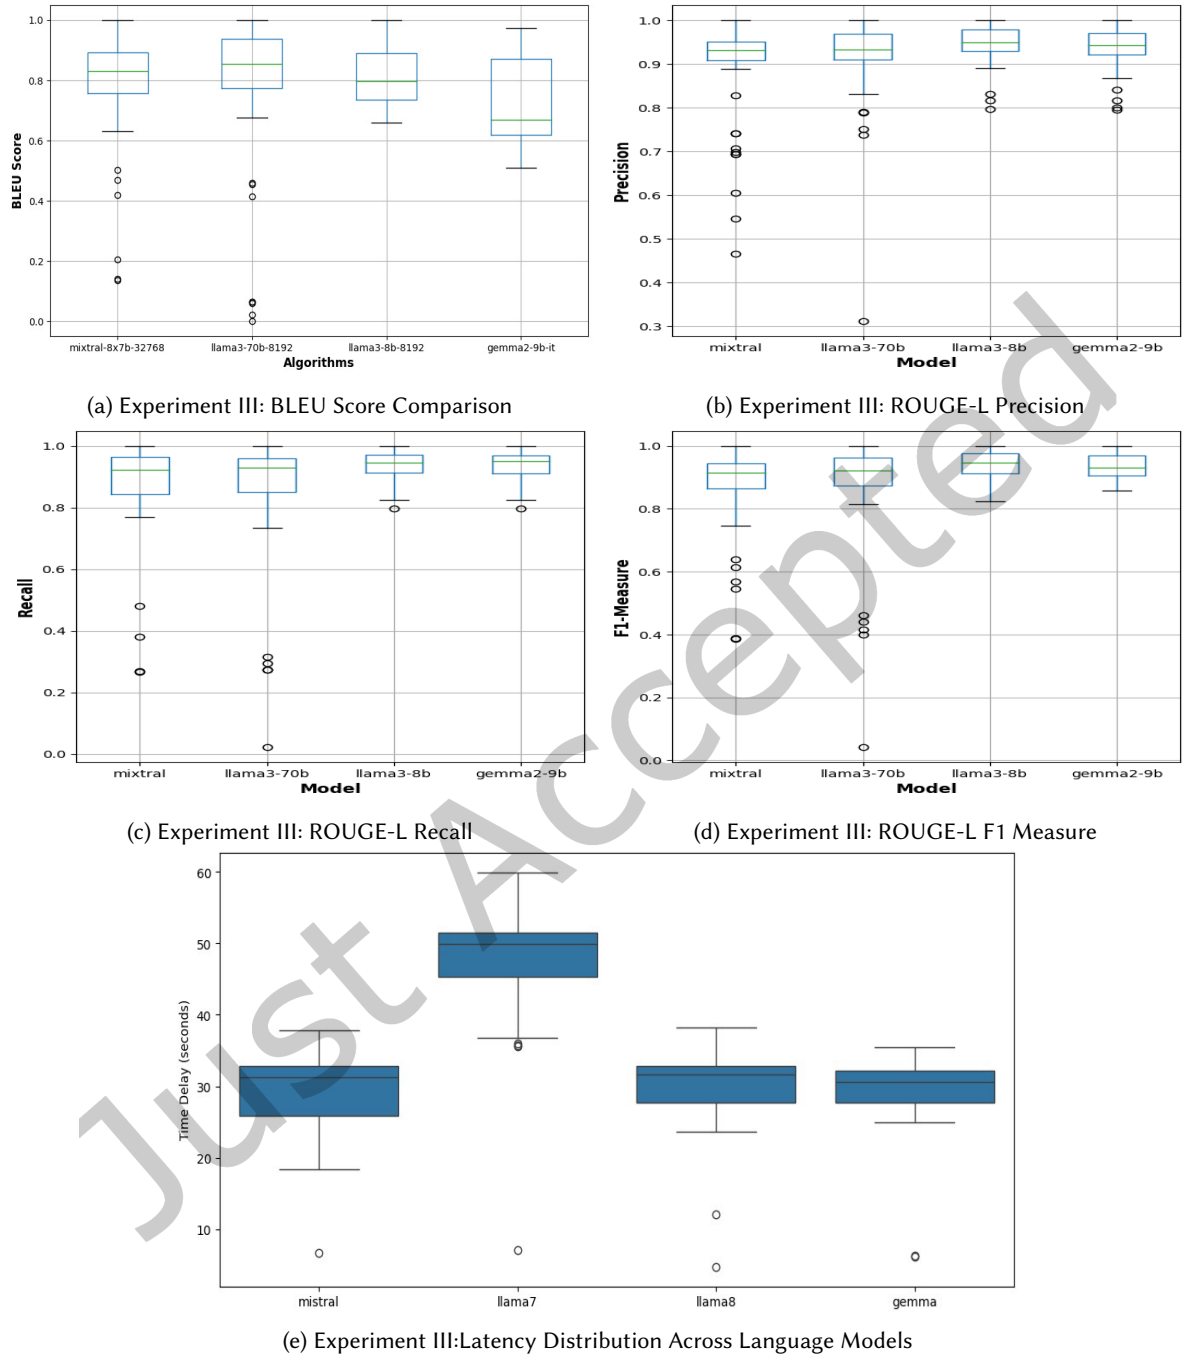 1.0
0.8
0.6
0.4
0.2
0.0
BLEU Score
mixtral-8x7b-32768 llama3-70b-8192 llama3-8b-8192 gemma2-9b-it
Algorithms
(a) Experiment III: BLEU Score Comparison
1.0
0.9
0.8
0.7
0.6
0.5
0.4
0.3
Precision
mixtral llama3-70b llama3-8b gemma2-9b
Model
(b) Experiment III: ROUGE-L Precision
1.0
0.8
0.6
0.4
0.2
0.0
Recall
mixtral llama3-70b llama3-8b gemma2-9b
Model
(c) Experiment III: ROUGE-L Recall
1.0
0.8
0.6
0.4
0.2
0.0
F1-Measure
mixtral llama3-70b llama3-8b gemma2-9b
Model
(d) Experiment III: ROUGE-L F1 Measure
60
50
40
30
20
10
Time Delay (seconds)
mistral llama7 llama8 gemma
(e) Experiment III:Latency Distribution Across Language Models
Just Accepted